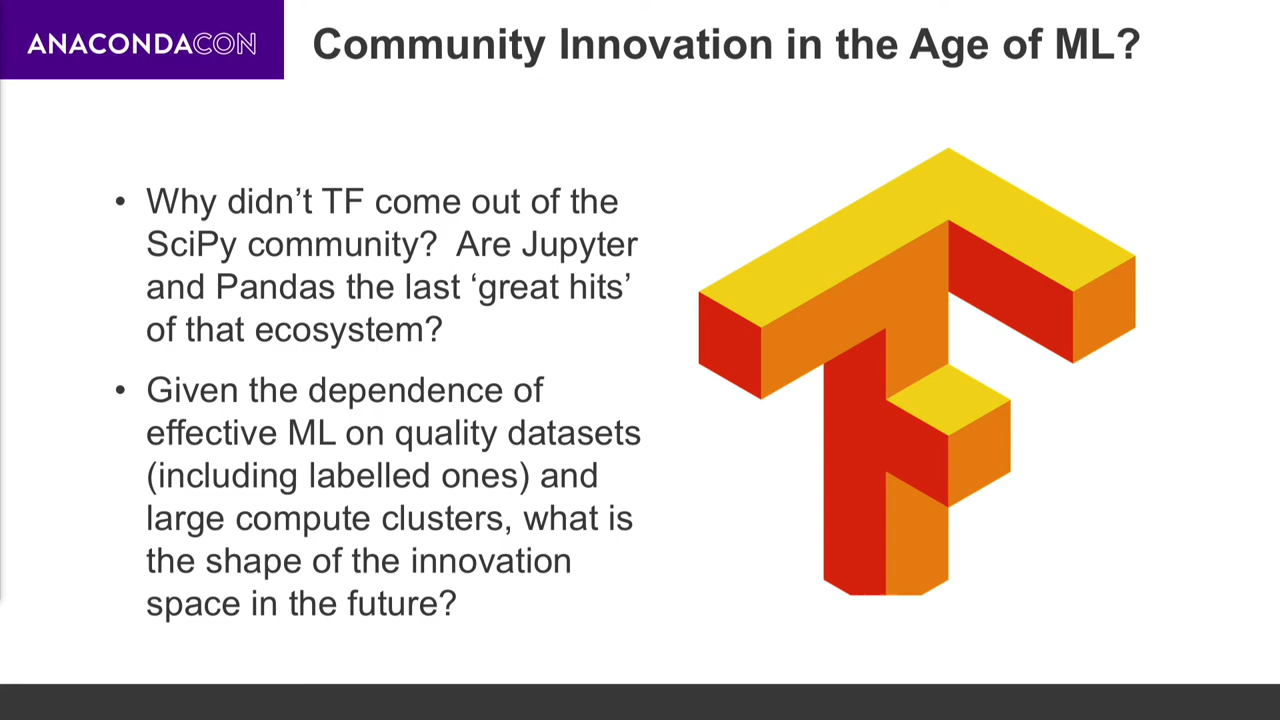 ANACONDACON
Community Innovation in the Age of ML?
• Why didn’t TF come out of the
SciPy community?  Are Jupyter
and Pandas the last ‘great hits’
of that ecosystem?
• Given the dependence of
effective ML on quality datasets
(including labelled ones) and
large compute clusters, what is
the shape of the innovation
space in the future?